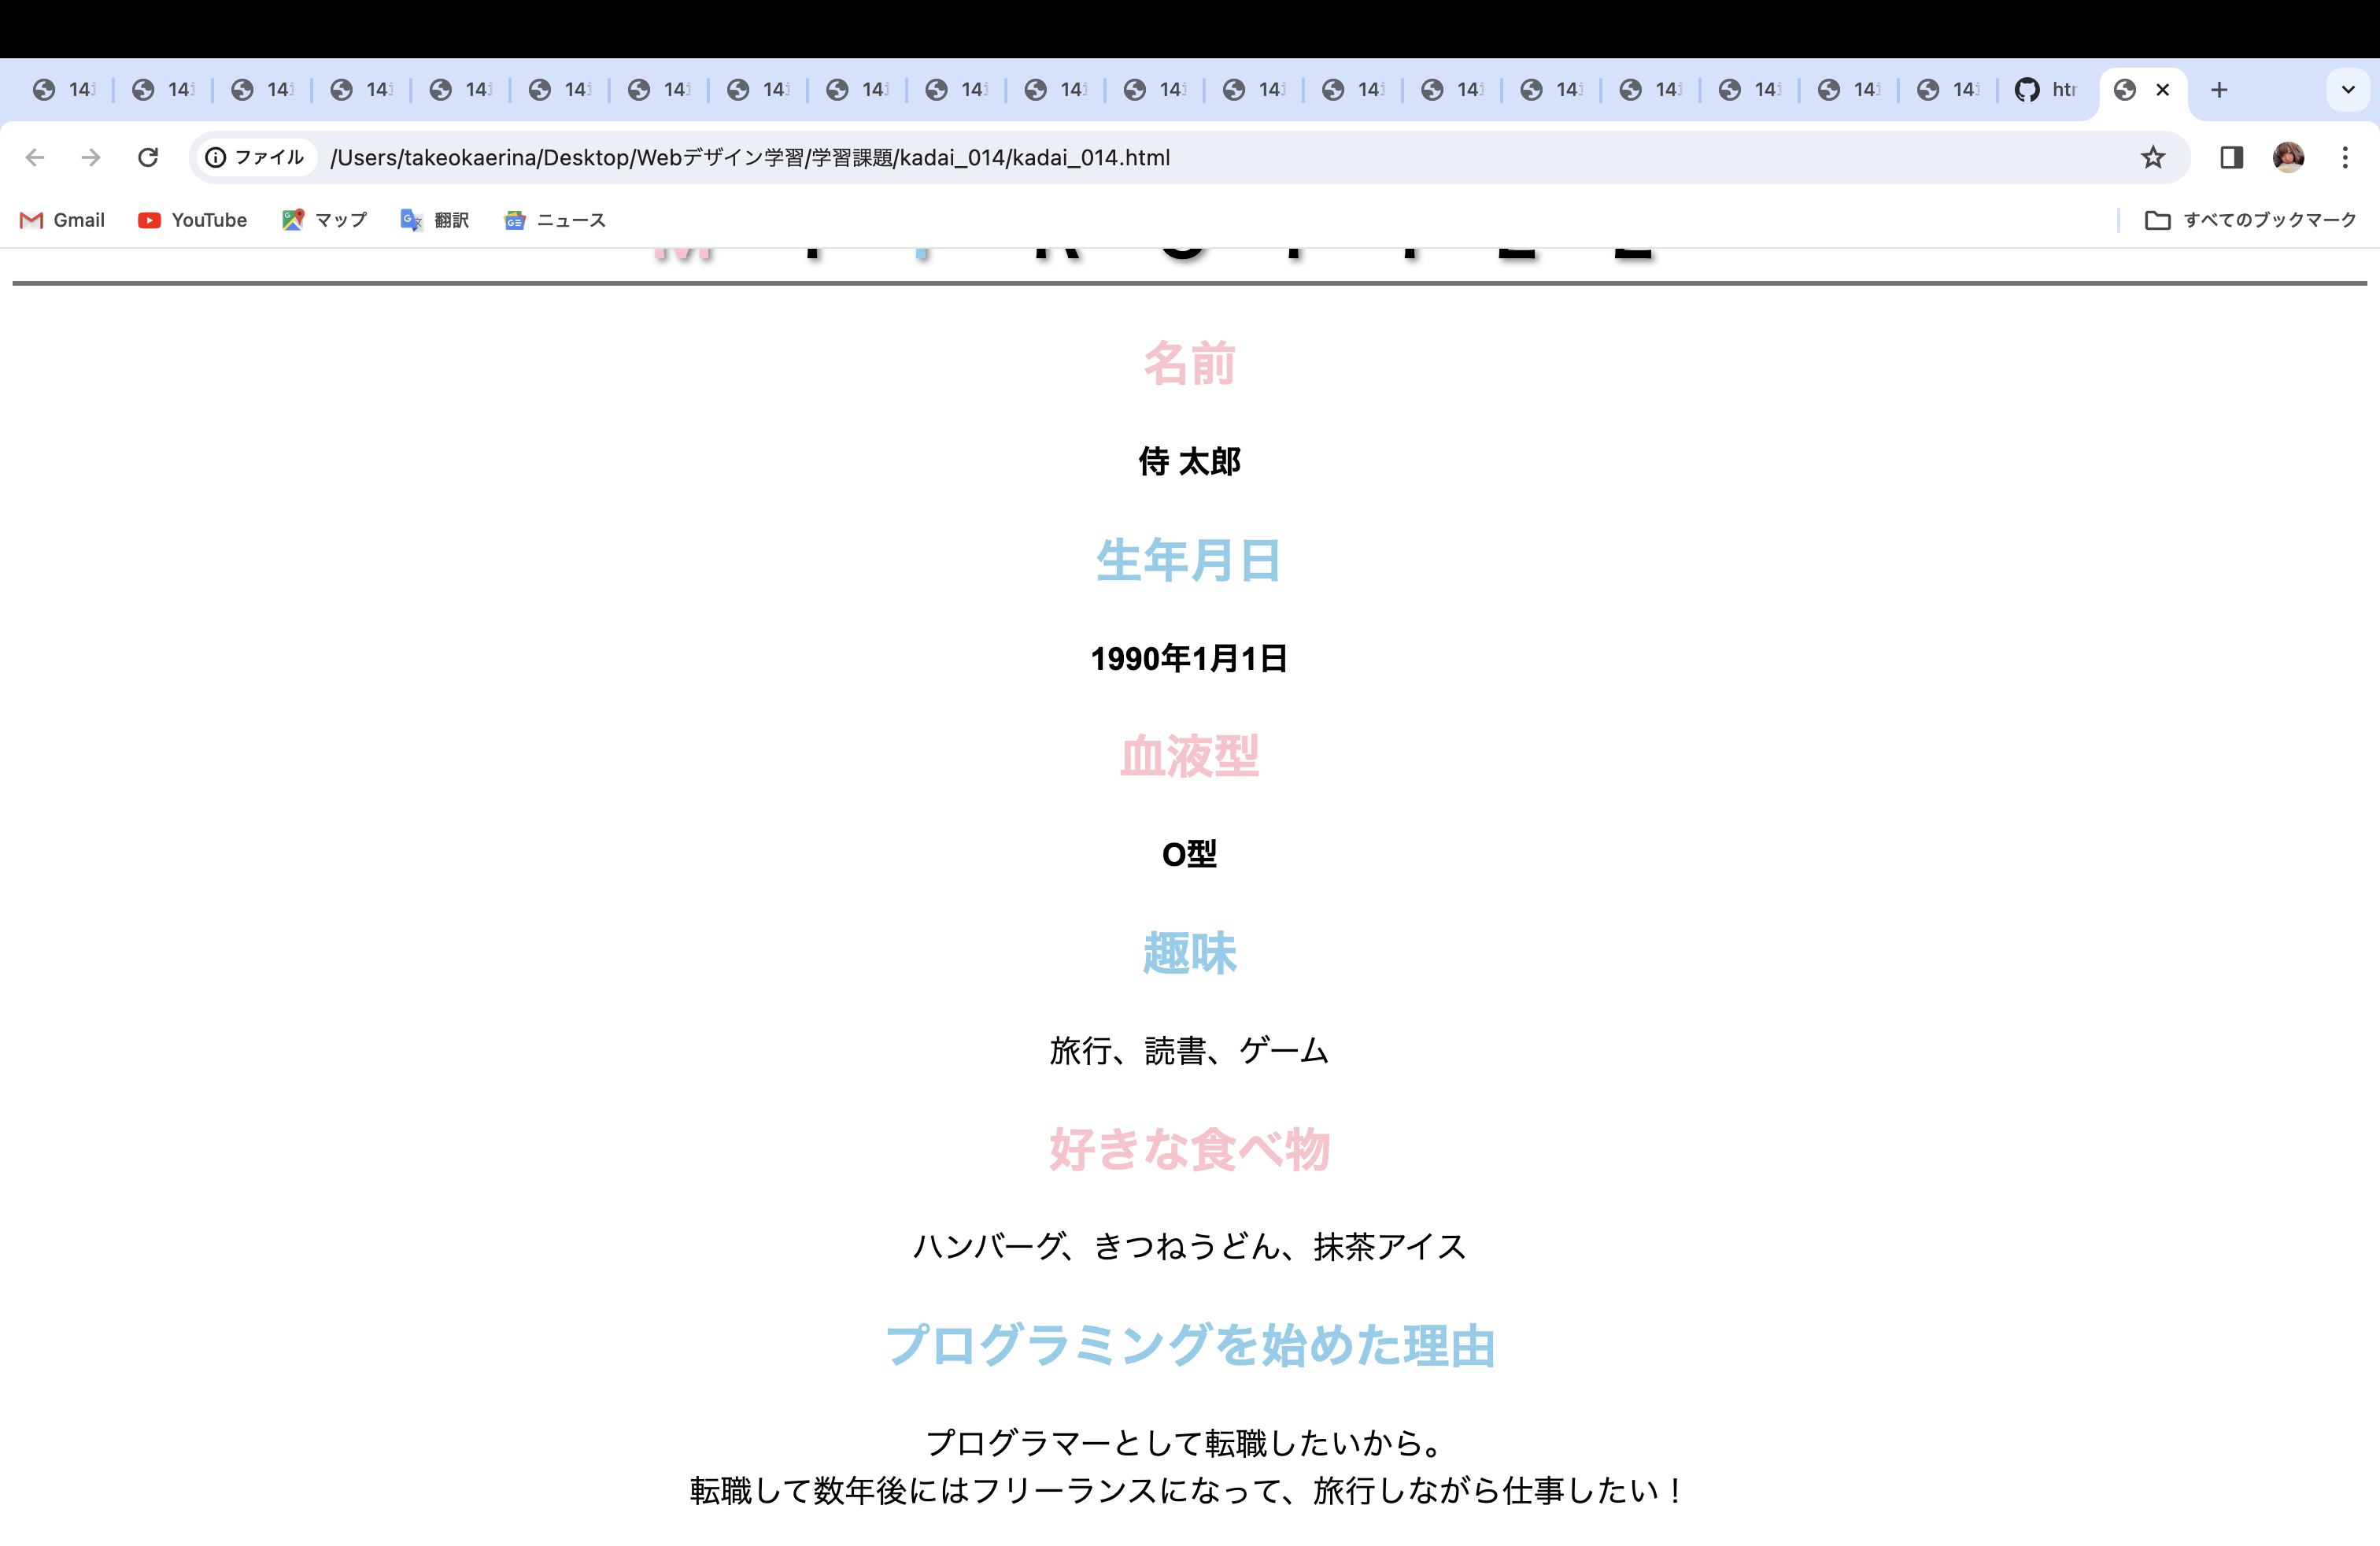 14 14 14 14 14 14 14 14 14 14 14 14 14 14 14 14 14 14 14 14 htr
ファイル /Users/takeokaerina/Desktop/Webデザイン学習/学習課題/kadai_014/kadai_014.html
Gmail YouTube マップ 翻訳 ニュース すべてのブックマーク
名前
侍 太郎
生年月日
1990年1月1日
血液型
O型
趣味
旅行、読書、ゲーム
好きな食べ物
ハンバーグ、きつねうどん、抹茶アイス
プログラミングを始めた理由
プログラマーとして転職したいから。
転職して数年後にはフリーランスになって、旅行しながら仕事したい！